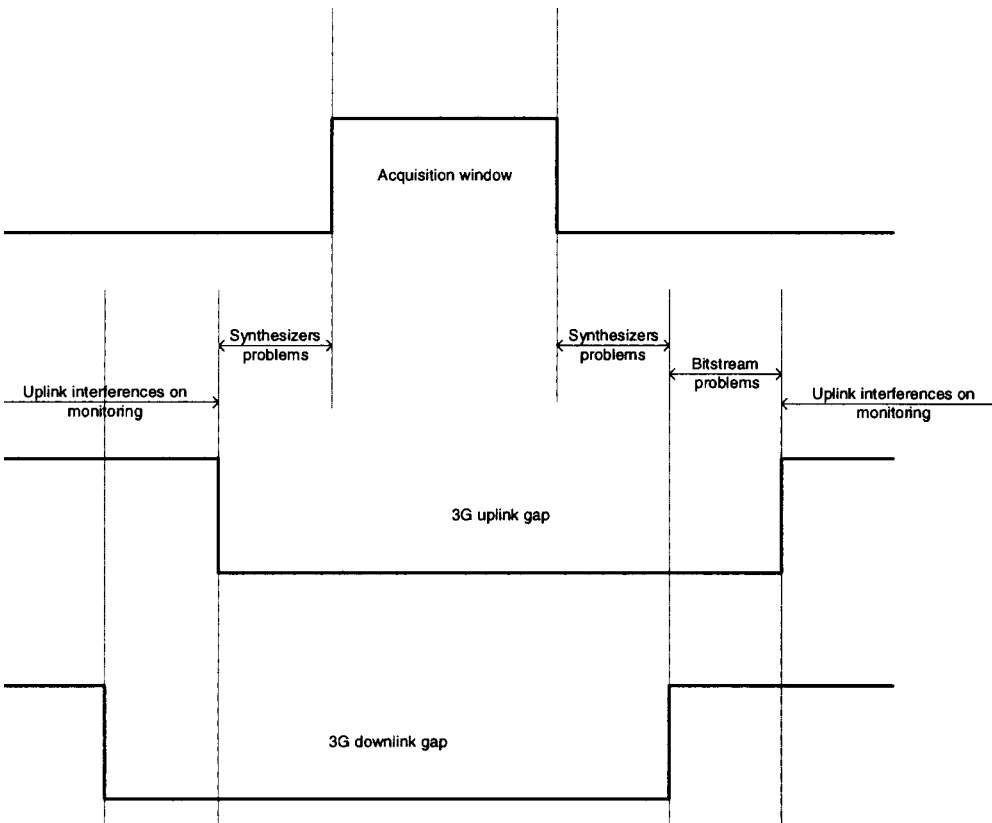 Acquisition window
Synthesizers
problems
Synthesizers
problems
Bitstream
problems
Uplink interferences on
monitoring
Uplink interferences on
monitoring
3G uplink gap
3G downlink gap